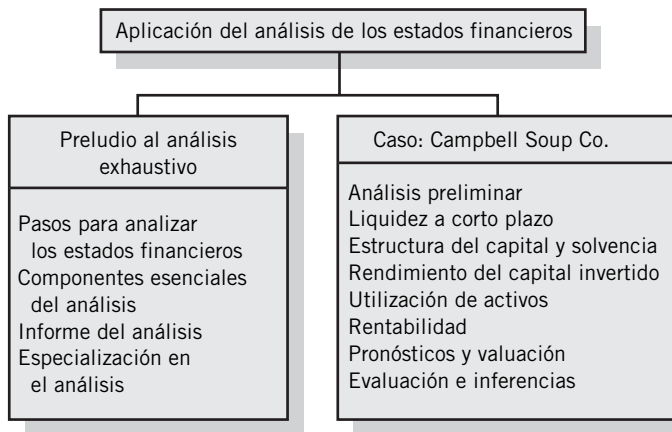 Aplicación del análisis de los estados financieros
Preludio al análisis
exhaustivo
Pasos para analizar
los estados financieros
Componentes esenciales
del análisis
Informe del análisis
Especialización en
el análisis
Caso: Campbell Soup Co.
Análisis preliminar
Liquidez a corto plazo
Estructura del capital y solvencia
Rendimiento del capital invertido
Utilización de activos
Rentabilidad
Pronósticos y valuación
Evaluación e inferencias